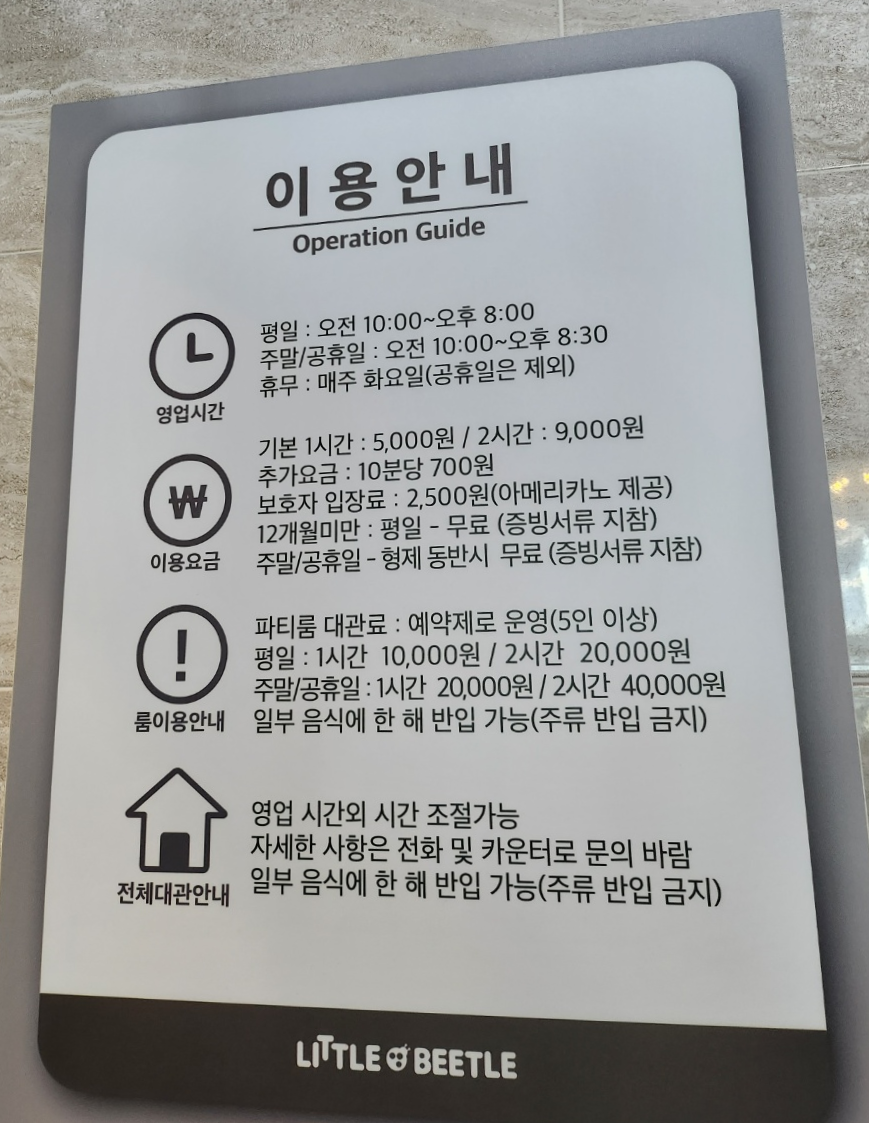 이용안내
Operation Guide
평일 : 오전 10:00~오후 8:00
주말/공휴일 : 오전 10:00~오후 8:30
휴무 : 매주 화요일(공휴일은 제외)
영업시간
기본 1시간 : 5,000원 / 2시간 : 9,000원
추가요금 : 10분당 700원
보호자 입장료 : 2,500원(아메리카노 제공)
12개월미만 : 평일 - 무료 (증빙서류 지참)
주말/공휴일 - 형제 동반시 무료 (증빙서류 지참)
₩
이용요금
파티룸 대관료 : 예약제로 운영(5인 이상)
평일 : 1시간 10,000원 / 2시간 20,000원
주말/공휴일 : 1시간 20,000원 / 2시간 40,000원
일부 음식에 한 해 반입 가능(주류 반입 금지)
!
룸이용안내
영업 시간외 시간 조절가능
자세한 사항은 전화 및 카운터로 문의 바람
일부 음식에 한 해 반입 가능(주류 반입 금지)
전체대관안내
LITTLE BEETLE